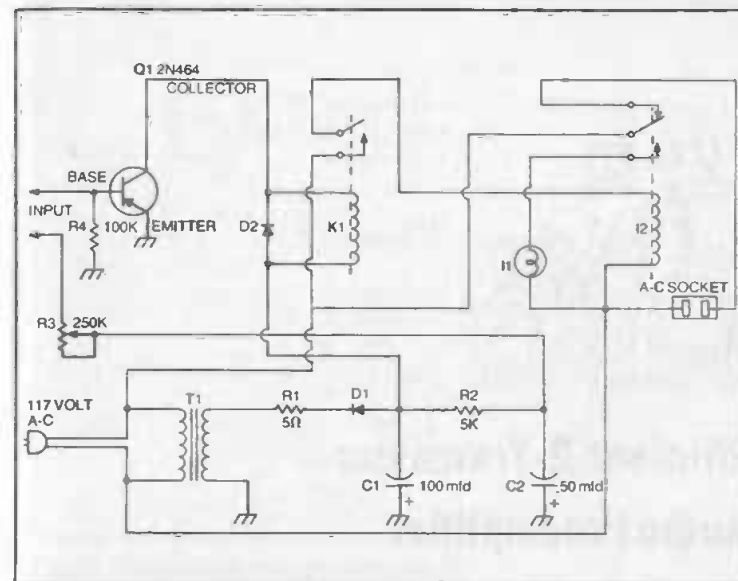 Q1 2N464
COLLECTOR
BASE
INPUT
R4 100K
EMITTER
D2
K1
I1
I2
A-C SOCKET
R3 250K
117 VOLT
A-C
T1
R1
5Ω
D1
R2
5K
C1 100 mfd
+
C2 50 mfd
+